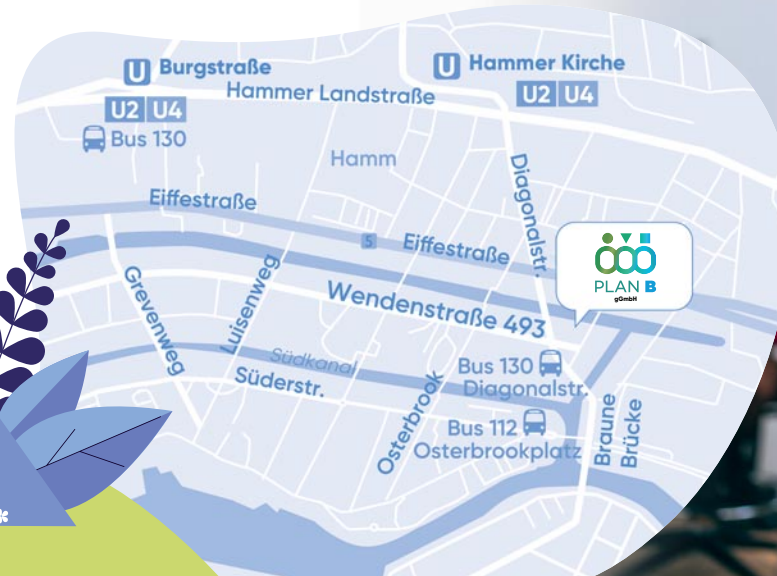 U Burgstraße
U2 U4
Bus 130
U Hammer Kirche
U2 U4
Hammer Landstraße
Hamm
Diagonalstr.
Eiffestraße
5
Eiffestraße
PLAN B
gGmbH
Grevenweg
Luisenweg
Wendenstraße 493
Südkanal
Süderstr.
Bus 130
Diagonalstr.
Osterbrook
Bus 112
Osterbrookplatz
Braune
Brücke